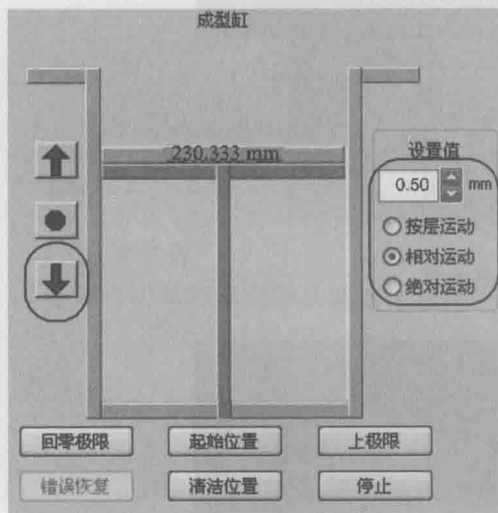 成型缸
230.333 mm
设置值
0.50 mm
按层运动
相对运动
绝对运动
回零极限 起始位置 上极限
错误恢复 清洁位置 停止